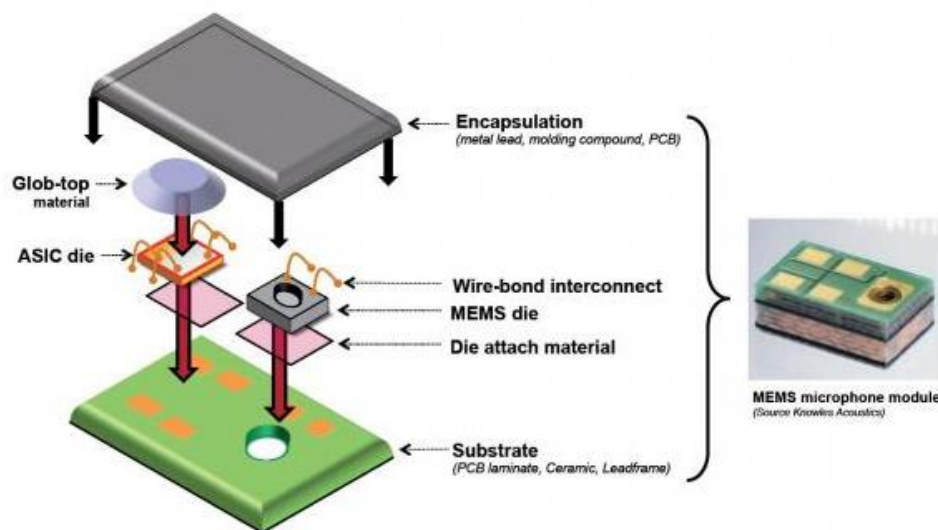 Encapsulation
(metal lead, molding compound, PCB)
Glob-top
material
ASIC die
Wire-bond interconnect
MEMS die
Die attach material
MEMS microphone module
(Source Knowles Acoustics)
Substrate
(PCB laminate, Ceramic, Leadframe)